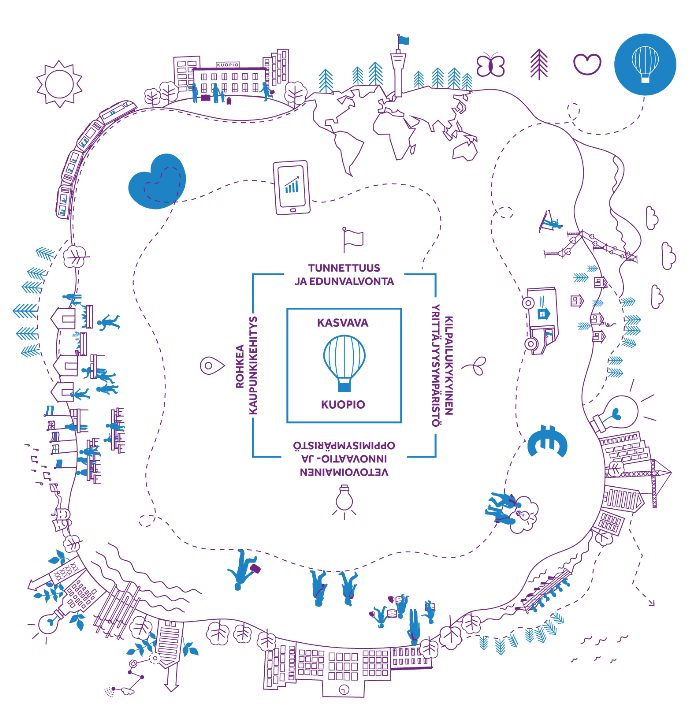 KUOPIO
TUNNETTUUS
JA EDUNVALVONTA
ROHKEA
KAUPUNKIKEHITYS
KASVAVA
KUOPIO
KILPAILUKYKYINEN
YRITTÄJYYSYMPÄRISTÖ
VETOVOIMAINEN
INNOVAATIO- JA
OPPIMISYMPÄRISTÖ